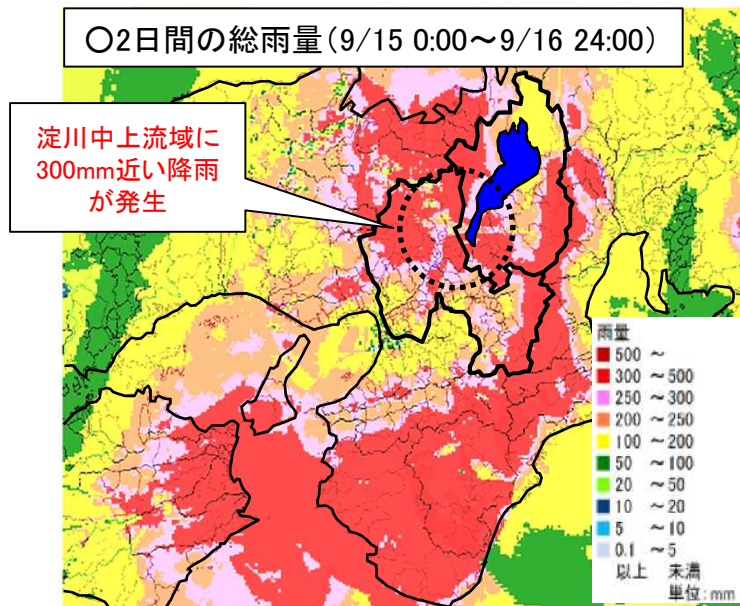 ○2日間の総雨量(9/15 0:00～9/16 24:00)
淀川中上流域に
300mm近い降雨
が発生
雨量
500 ～
300 ～500
250 ～300
200 ～250
100 ～200
50 ～100
20 ～50
10 ～20
5 ～10
0.1 ～5
以上 未満
単位:mm